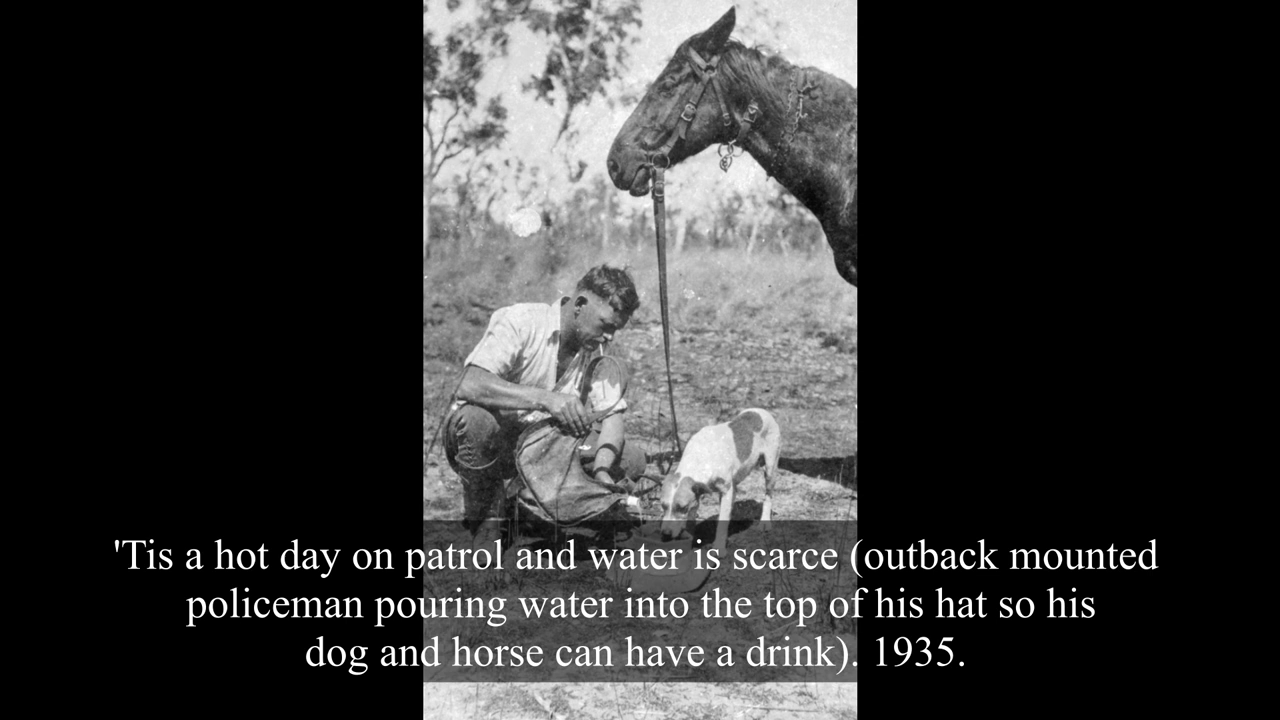 'Tis a hot day on patrol and water is scarce (outback mounted
policeman pouring water into the top of his hat so his
dog and horse can have a drink). 1935.